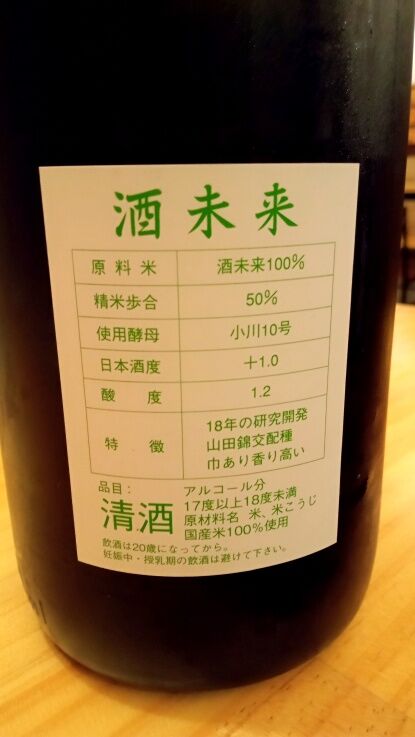 酒未来
原料米 酒未来100%
精米歩合 50%
使用酵母 小川10号
日本酒度 +1.0
酸度 1.2
特徴 18年の研究開発
山田錦交配種
巾あり香り高い
品目: アルコール分
清酒 17度以上18度未満
原材料名 米、米こうじ
国産米100%使用
飲酒は20歳になってから。
妊娠中・授乳期の飲酒は避けて下さい。